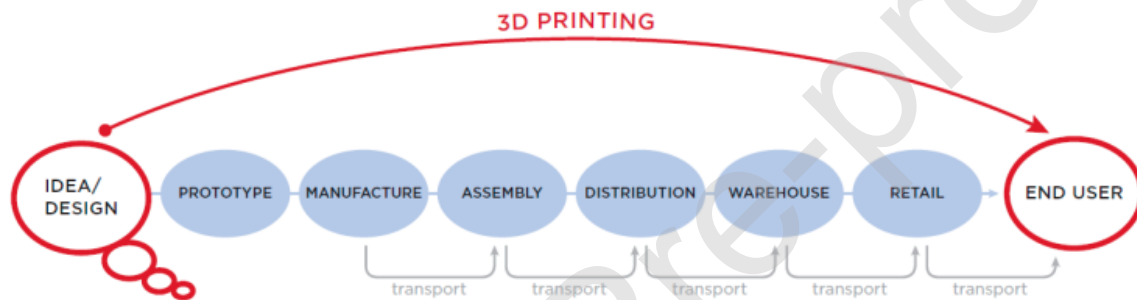 3D PRINTING
IDEA/
DESIGN
PROTOTYPE
MANUFACTURE
ASSEMBLY
DISTRIBUTION
WAREHOUSE
RETAIL
END USER
transport
transport
transport
transport
transport